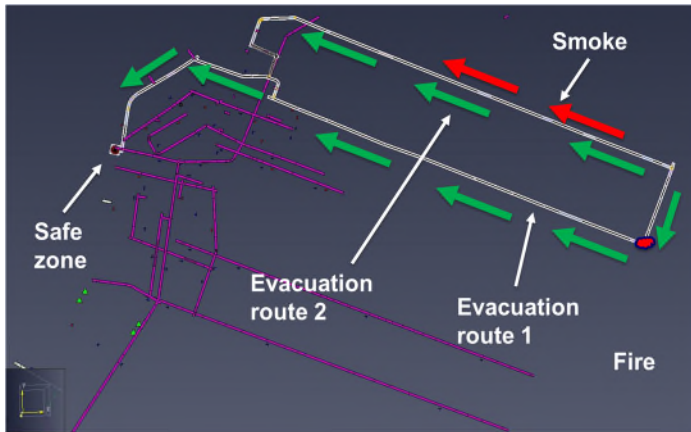 Smoke
Safe
zone
Evacuation
route 2
Evacuation
route 1
Fire